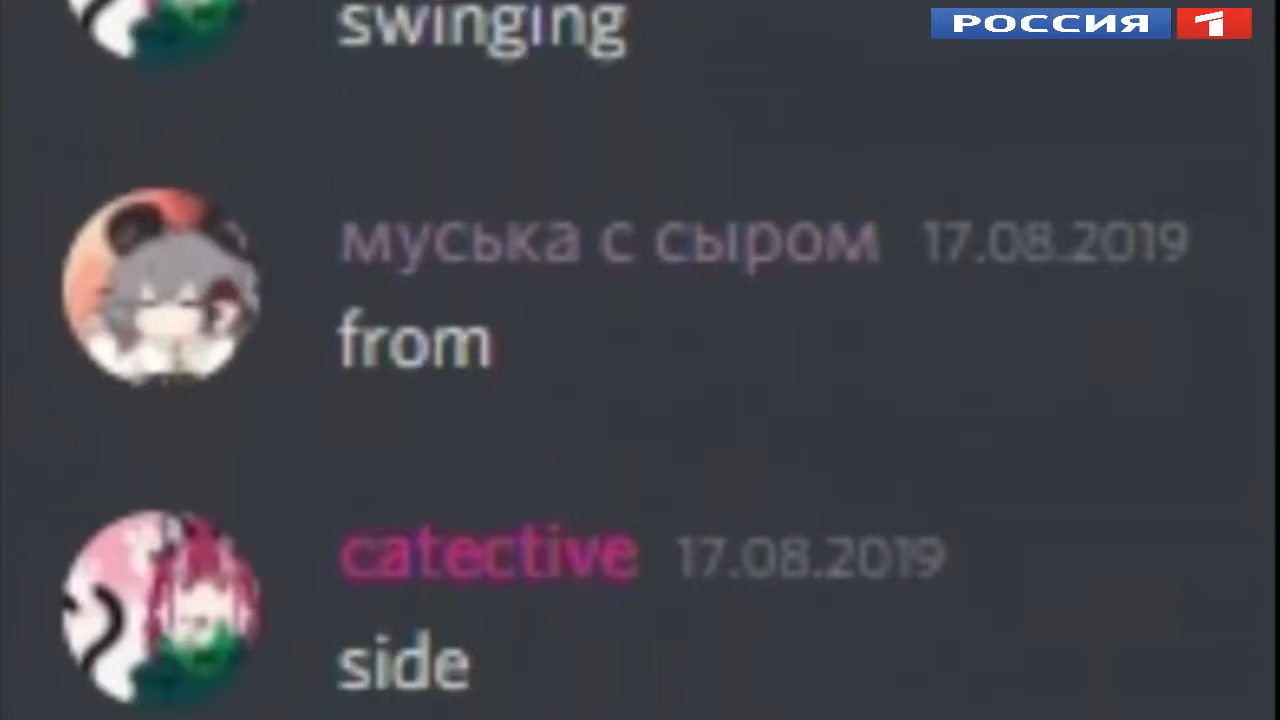 swinging
РОССИЯ 1
муська с сыром 17.08.2019
from
catective 17.08.2019
side